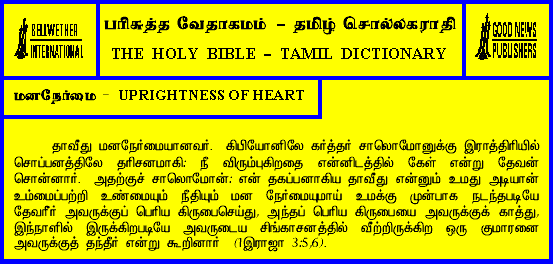 BELLWETHER
INTERNATIONAL
பரிசுத்த வேதாகமம் - தமிழ் சொல்லகராதி
THE HOLY BIBLE - TAMIL DICTIONARY
GOOD NEWS
PUBLISHERS
மனநேர்மை - UPRIGHTNESS OF HEART
தாவீது மனநேர்மையானவர். கிபியோனிலே கர்த்தர் சாலொமோனுக்கு இராத்திரியில்
சொப்பனத்திலே தரிசனமாகி: நீ விரும்புகிறதை என்னிடத்தில் கேள் என்று தேவன்
சொன்னார். அதற்குச் சாலொமோன்: என் தகப்பனாகிய தாவீது என்னும் உமது அடியான்
உம்மைப்பற்றி உண்மையும் நீதியும் மன நேர்மையுமாய் உமக்கு முன்பாக நடந்தபடியே
தேவரீர் அவருக்குப் பெரிய கிருபைசெய்து, அந்தப் பெரிய கிருபையை அவருக்குக் காத்து,
இந்நாளில் இருக்கிறபடியே அவருடைய சிங்காசனத்தில் வீற்றிருக்கிற ஒரு குமாரனை
அவருக்குத் தந்தீர் என்று கூறினார் (1இராஜா 3:5,6).